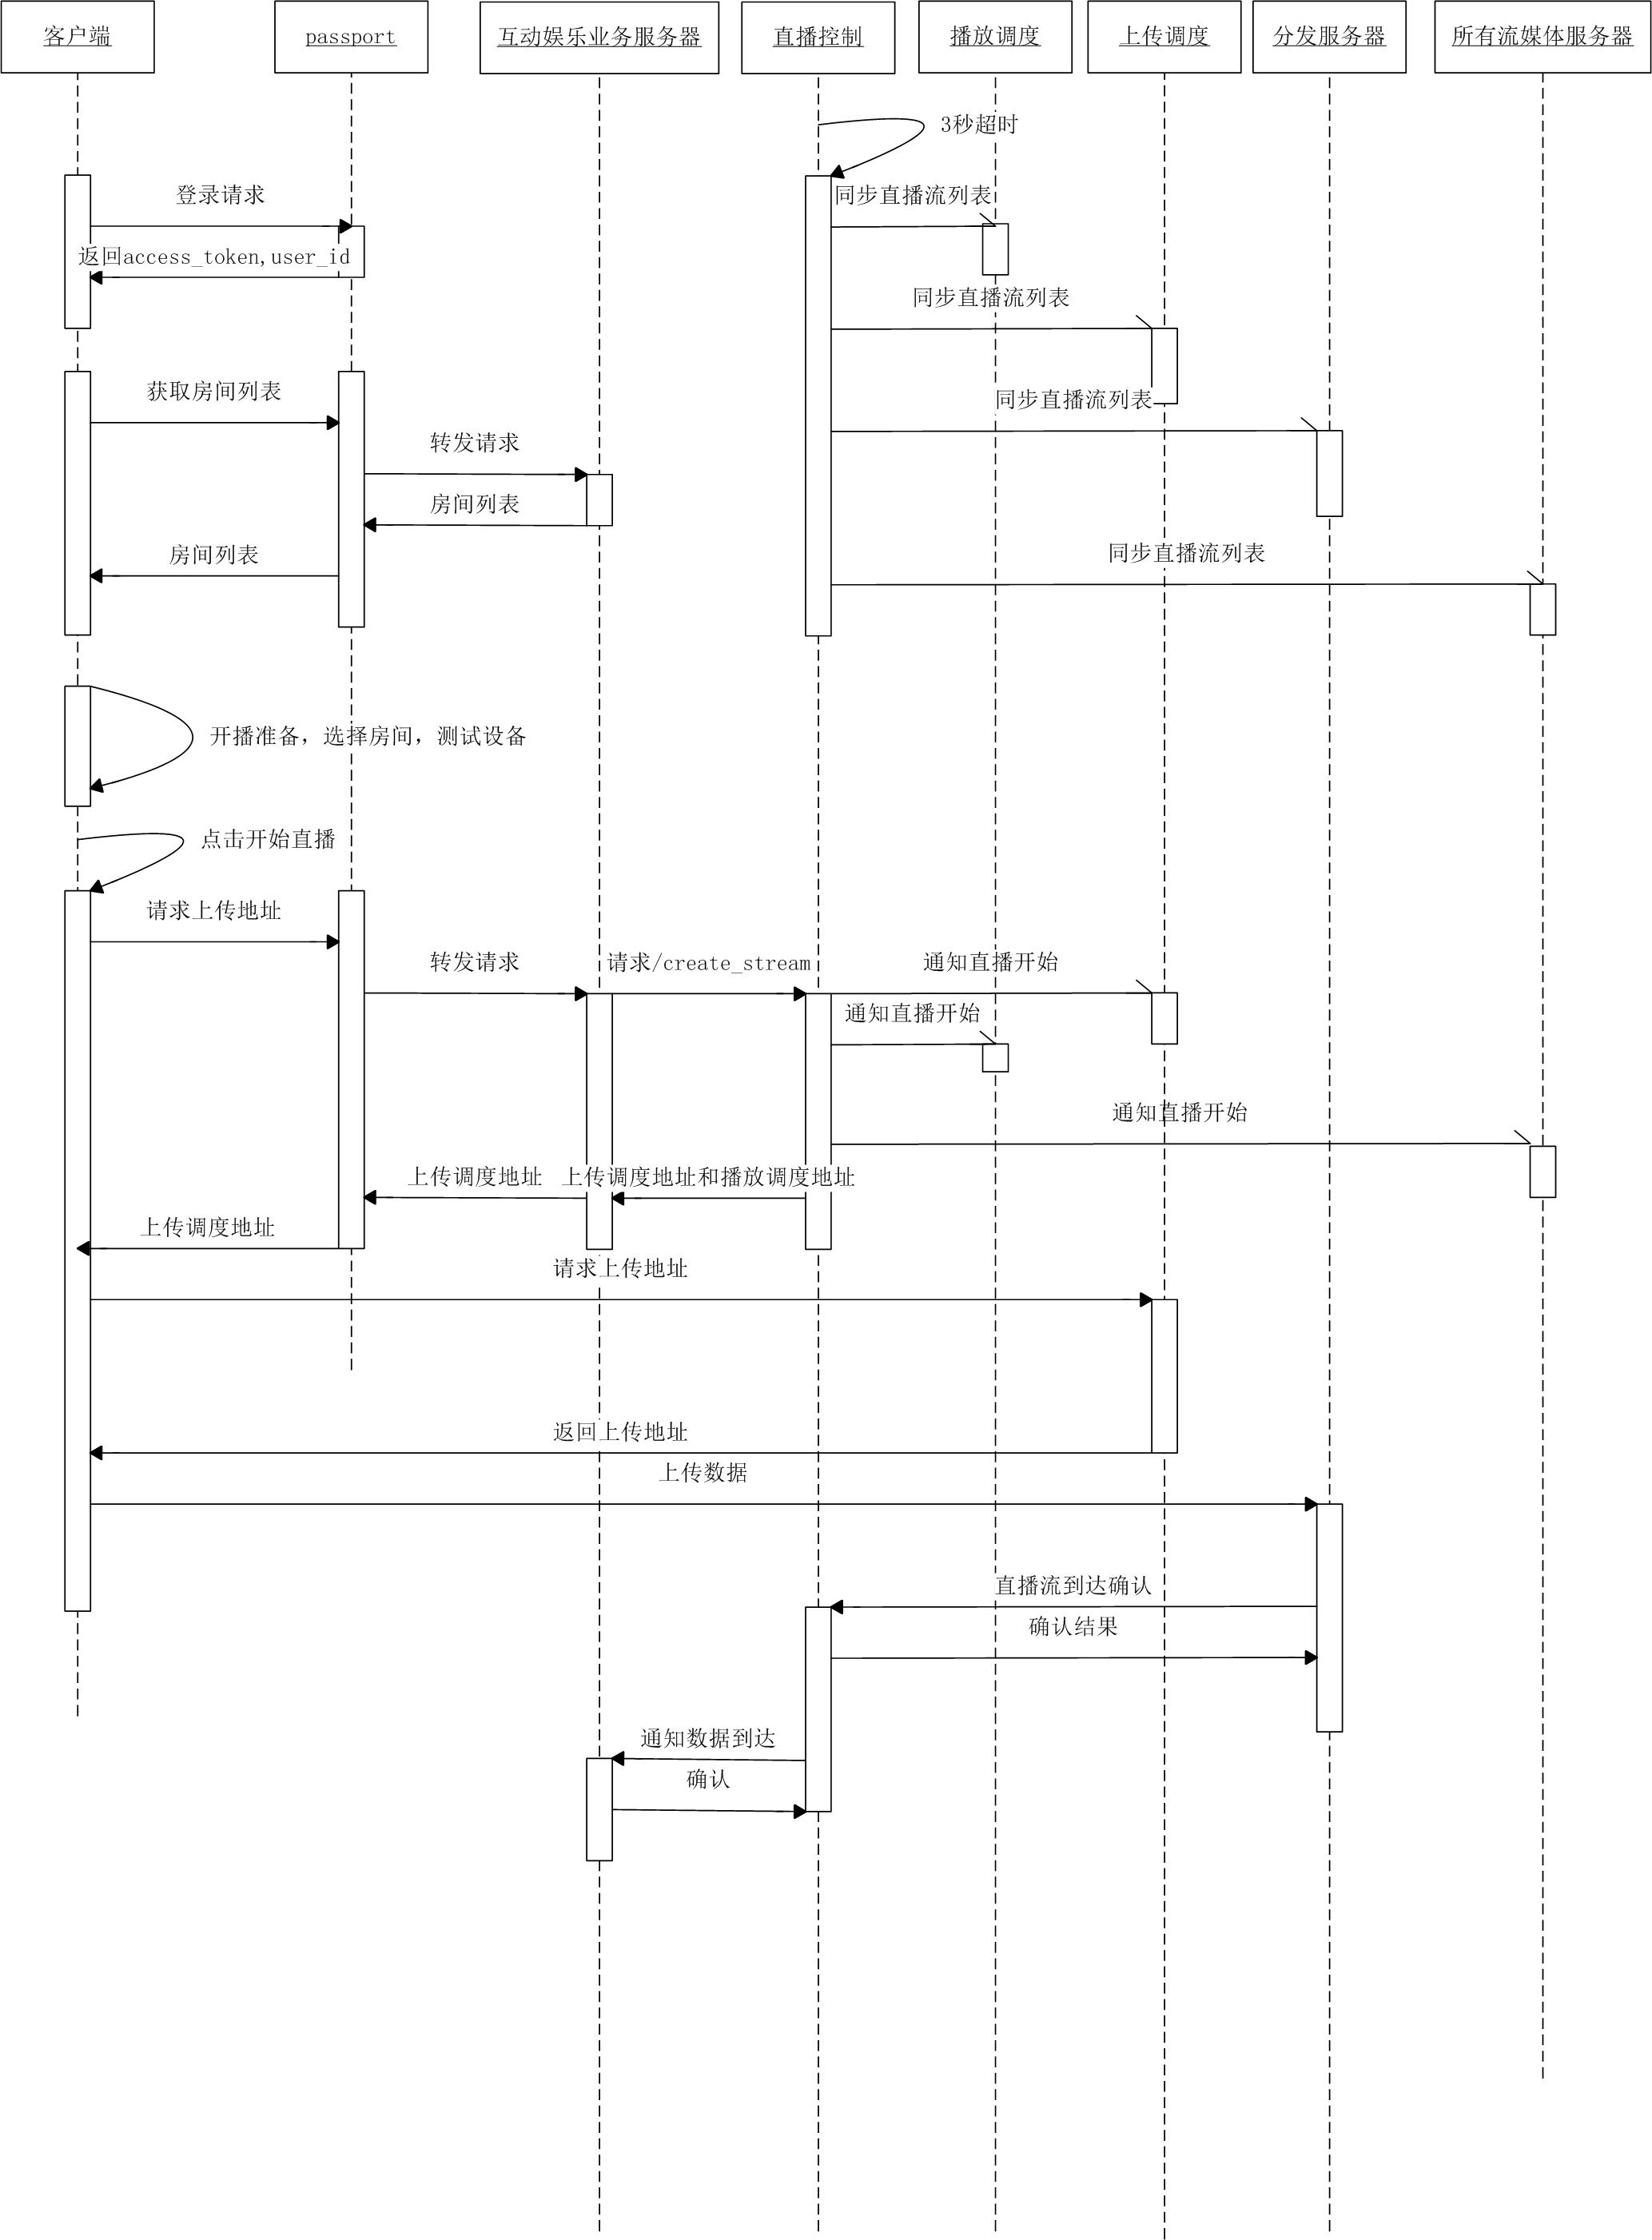 客户端
passport
互动娱乐业务服务器
直播控制
播放调度
上传调度
分发服务器
所有流媒体服务器
3秒超时
登录请求
同步直播流列表
返回access_token,user_id
同步直播流列表
获取房间列表
同步直播流列表
转发请求
房间列表
房间列表
同步直播流列表
开播准备，选择房间，测试设备
点击开始直播
请求上传地址
转发请求
请求/create_stream
通知直播开始
通知直播开始
通知直播开始
上传调度地址
上传调度地址和播放调度地址
上传调度地址
请求上传地址
返回上传地址
上传数据
直播流到达确认
确认结果
通知数据到达
确认